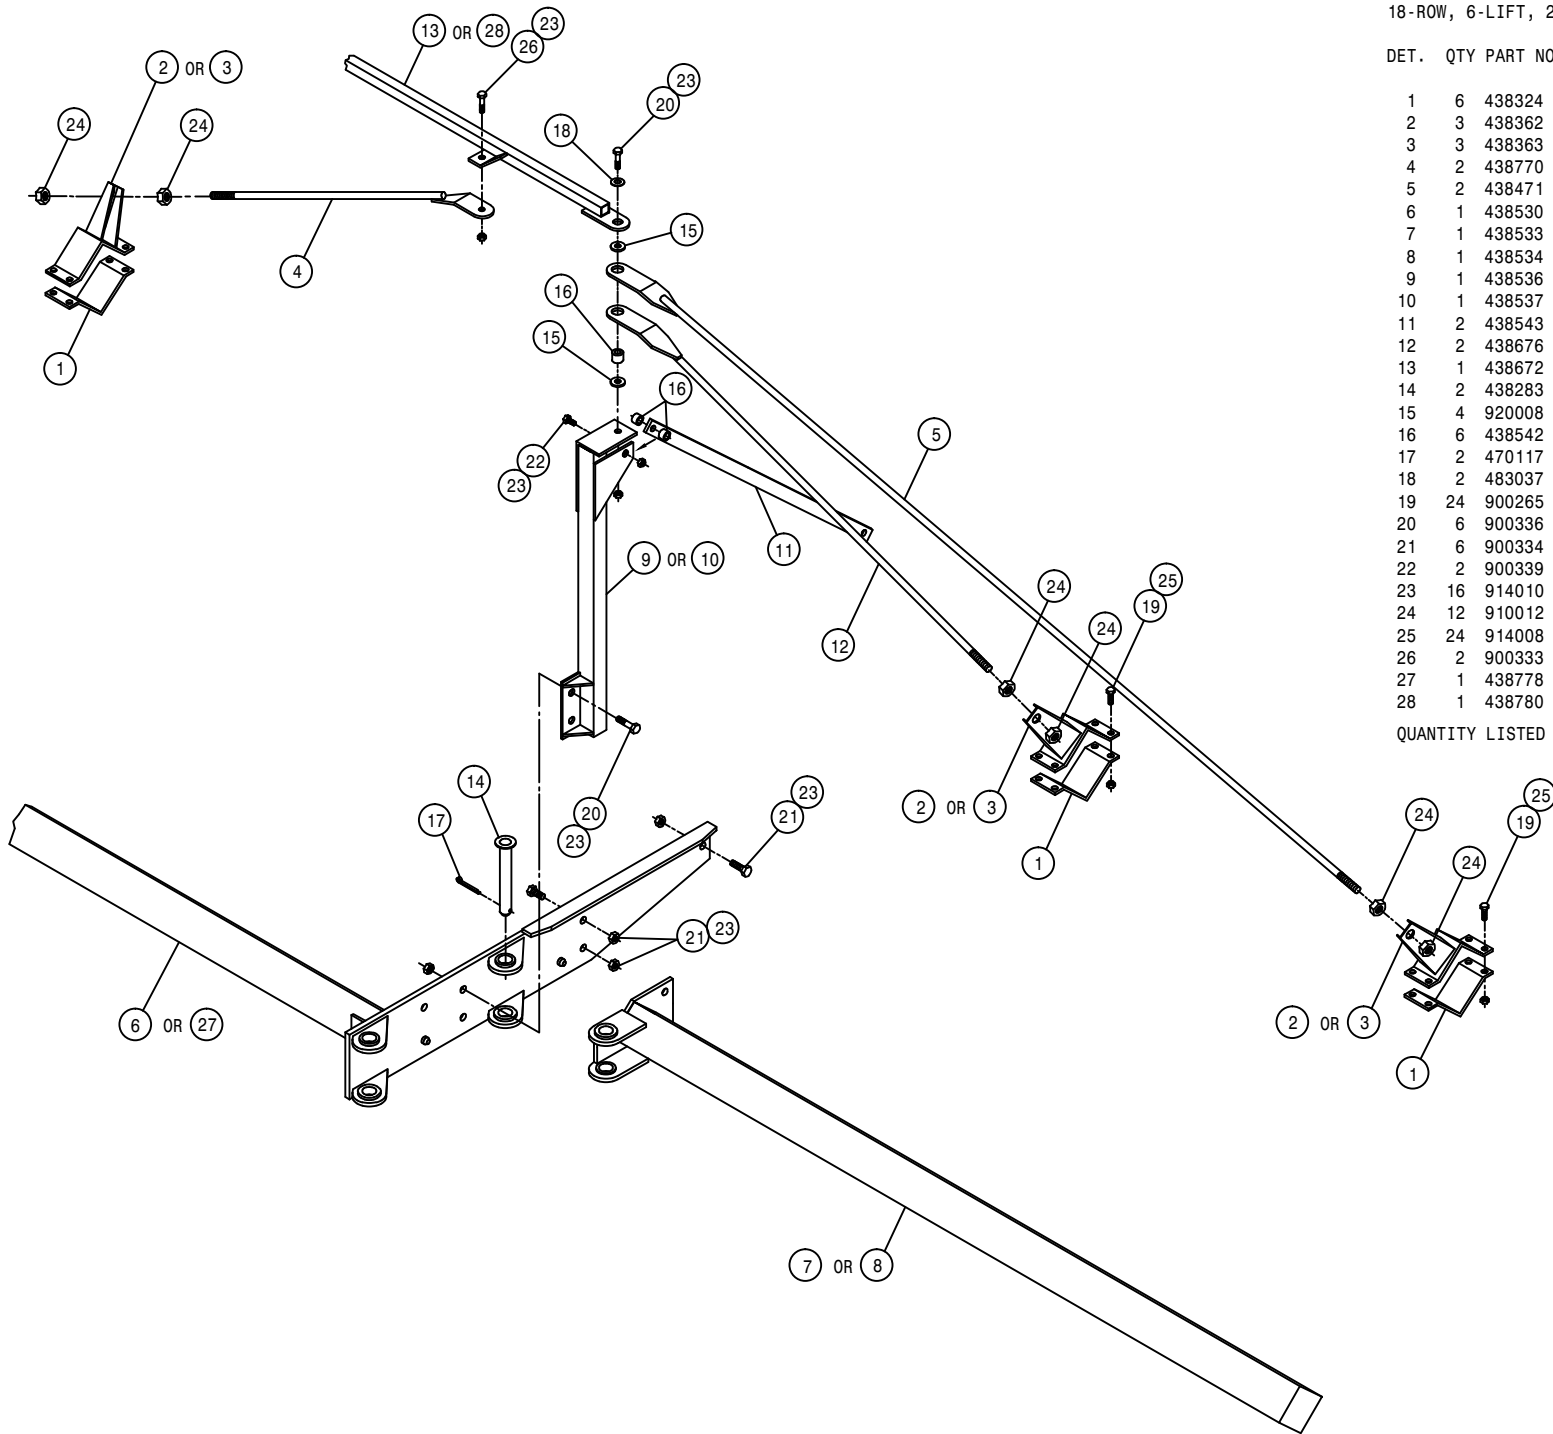 18-ROW, 6-LIFT, 2
DET. QTY PART NO
1 6 438324
2 3 438362
3 3 438363
4 2 438770
5 2 438471
6 1 438530
7 1 438533
8 1 438534
9 1 438536
10 1 438537
11 2 438543
12 2 438676
13 1 438672
14 2 438283
15 4 920008
16 6 438542
17 2 470117
18 2 483037
19 24 900265
20 6 900336
21 6 900334
22 2 900339
23 16 914010
24 12 910012
25 24 914008
26 2 900333
27 1 438778
28 1 438780
QUANTITY LISTED
13 OR 28
23
26
2 OR 3
24
24
23
20
18
15
4
16
1
15
16
5
22
23
11
9 OR 10
25
19
24
24
12
14
2 OR 3
23
21
20
23
17
1
25
19
24
24
21 23
6 OR 27
2 OR 3
1
7 OR 8